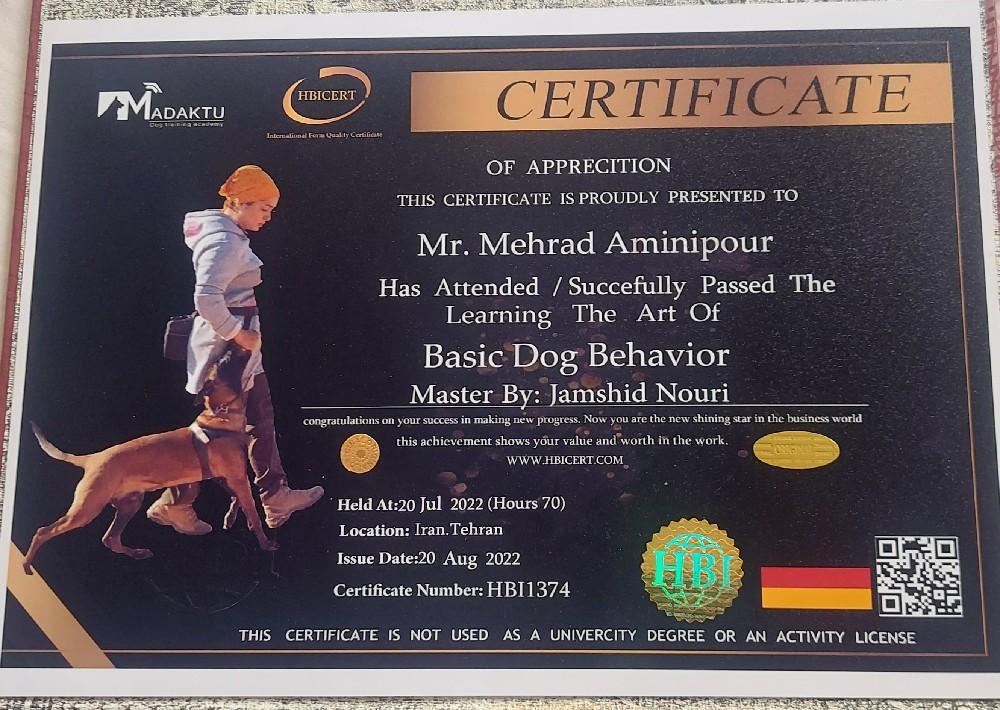 MADAKTU
Dog training academy
HBICERT
International Form Quality Certificate
CERTIFICATE
OF APPRECITION
THIS CERTIFICATE IS PROUDLY PRESENTED TO
Mr. Mehrad Aminipour
Has Attended / Succefully Passed The
Learning The Art Of
Basic Dog Behavior
Master By: Jamshid Nouri
congratulations on your success in making new progress. Now you are the new shining star in the business world
this achievement shows your value and worth in the work.
WWW.HBICERT.COM
Held At:20 Jul 2022 (Hours 70)
Location: Iran.Tehran
Issue Date:20 Aug 2022
Certificate Number: HBI1374
HBI
THIS CERTIFICATE IS NOT USED AS A UNIVERCITY DEGREE OR AN ACTIVITY LICENSE